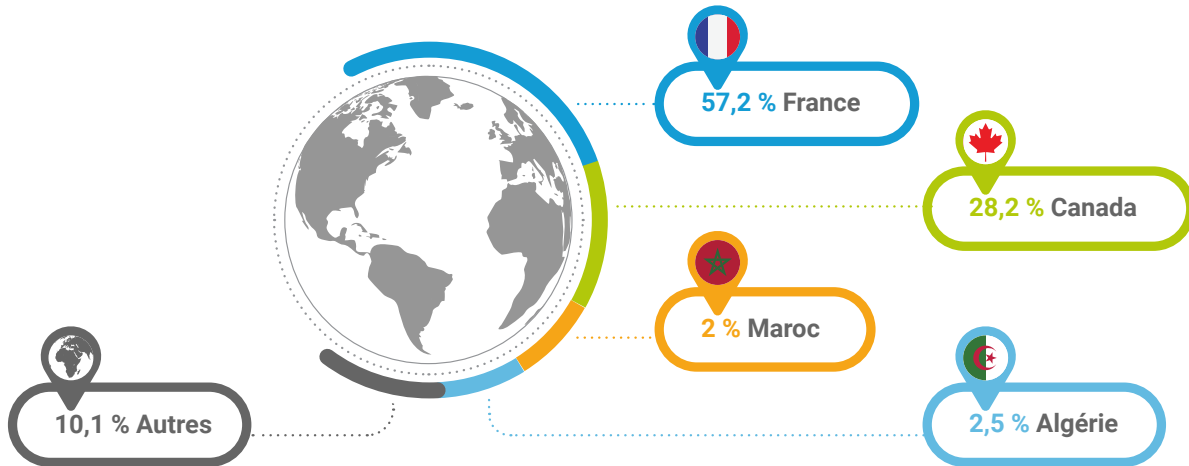 57,2 % France
28,2 % Canada
2 % Maroc
10,1 % Autres
2,5 % Algérie